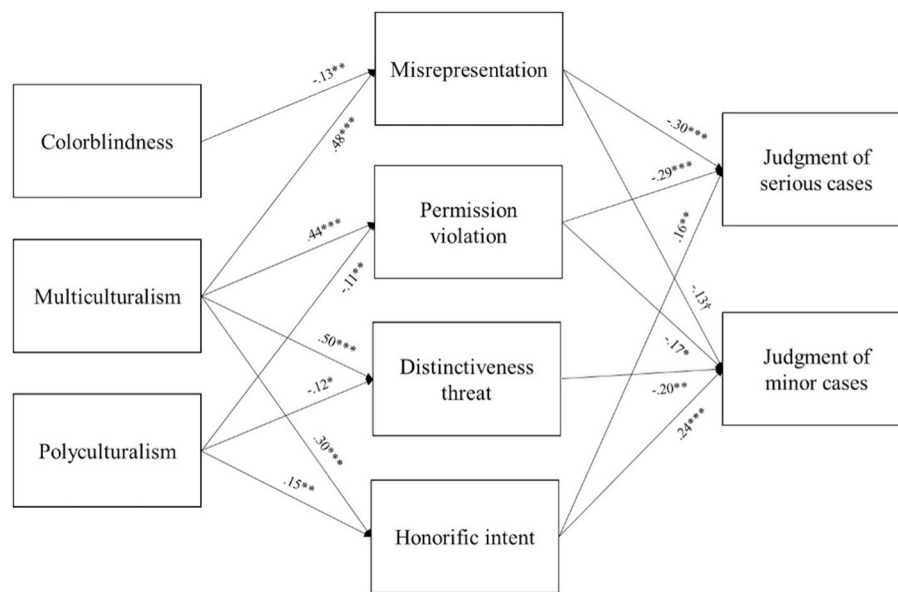 Misrepresentation
-.13**
Colorblindness
.48***
-.30***
Judgment of
serious cases
Permission
violation
-.29***
.44***
.16**
Multiculturalism
-.11**
-.13†
.50***
-.17*
Distinctiveness
threat
Judgment of
minor cases
-.12*
-.20**
Polyculturalism
.30***
.24***
.15**
Honorific intent